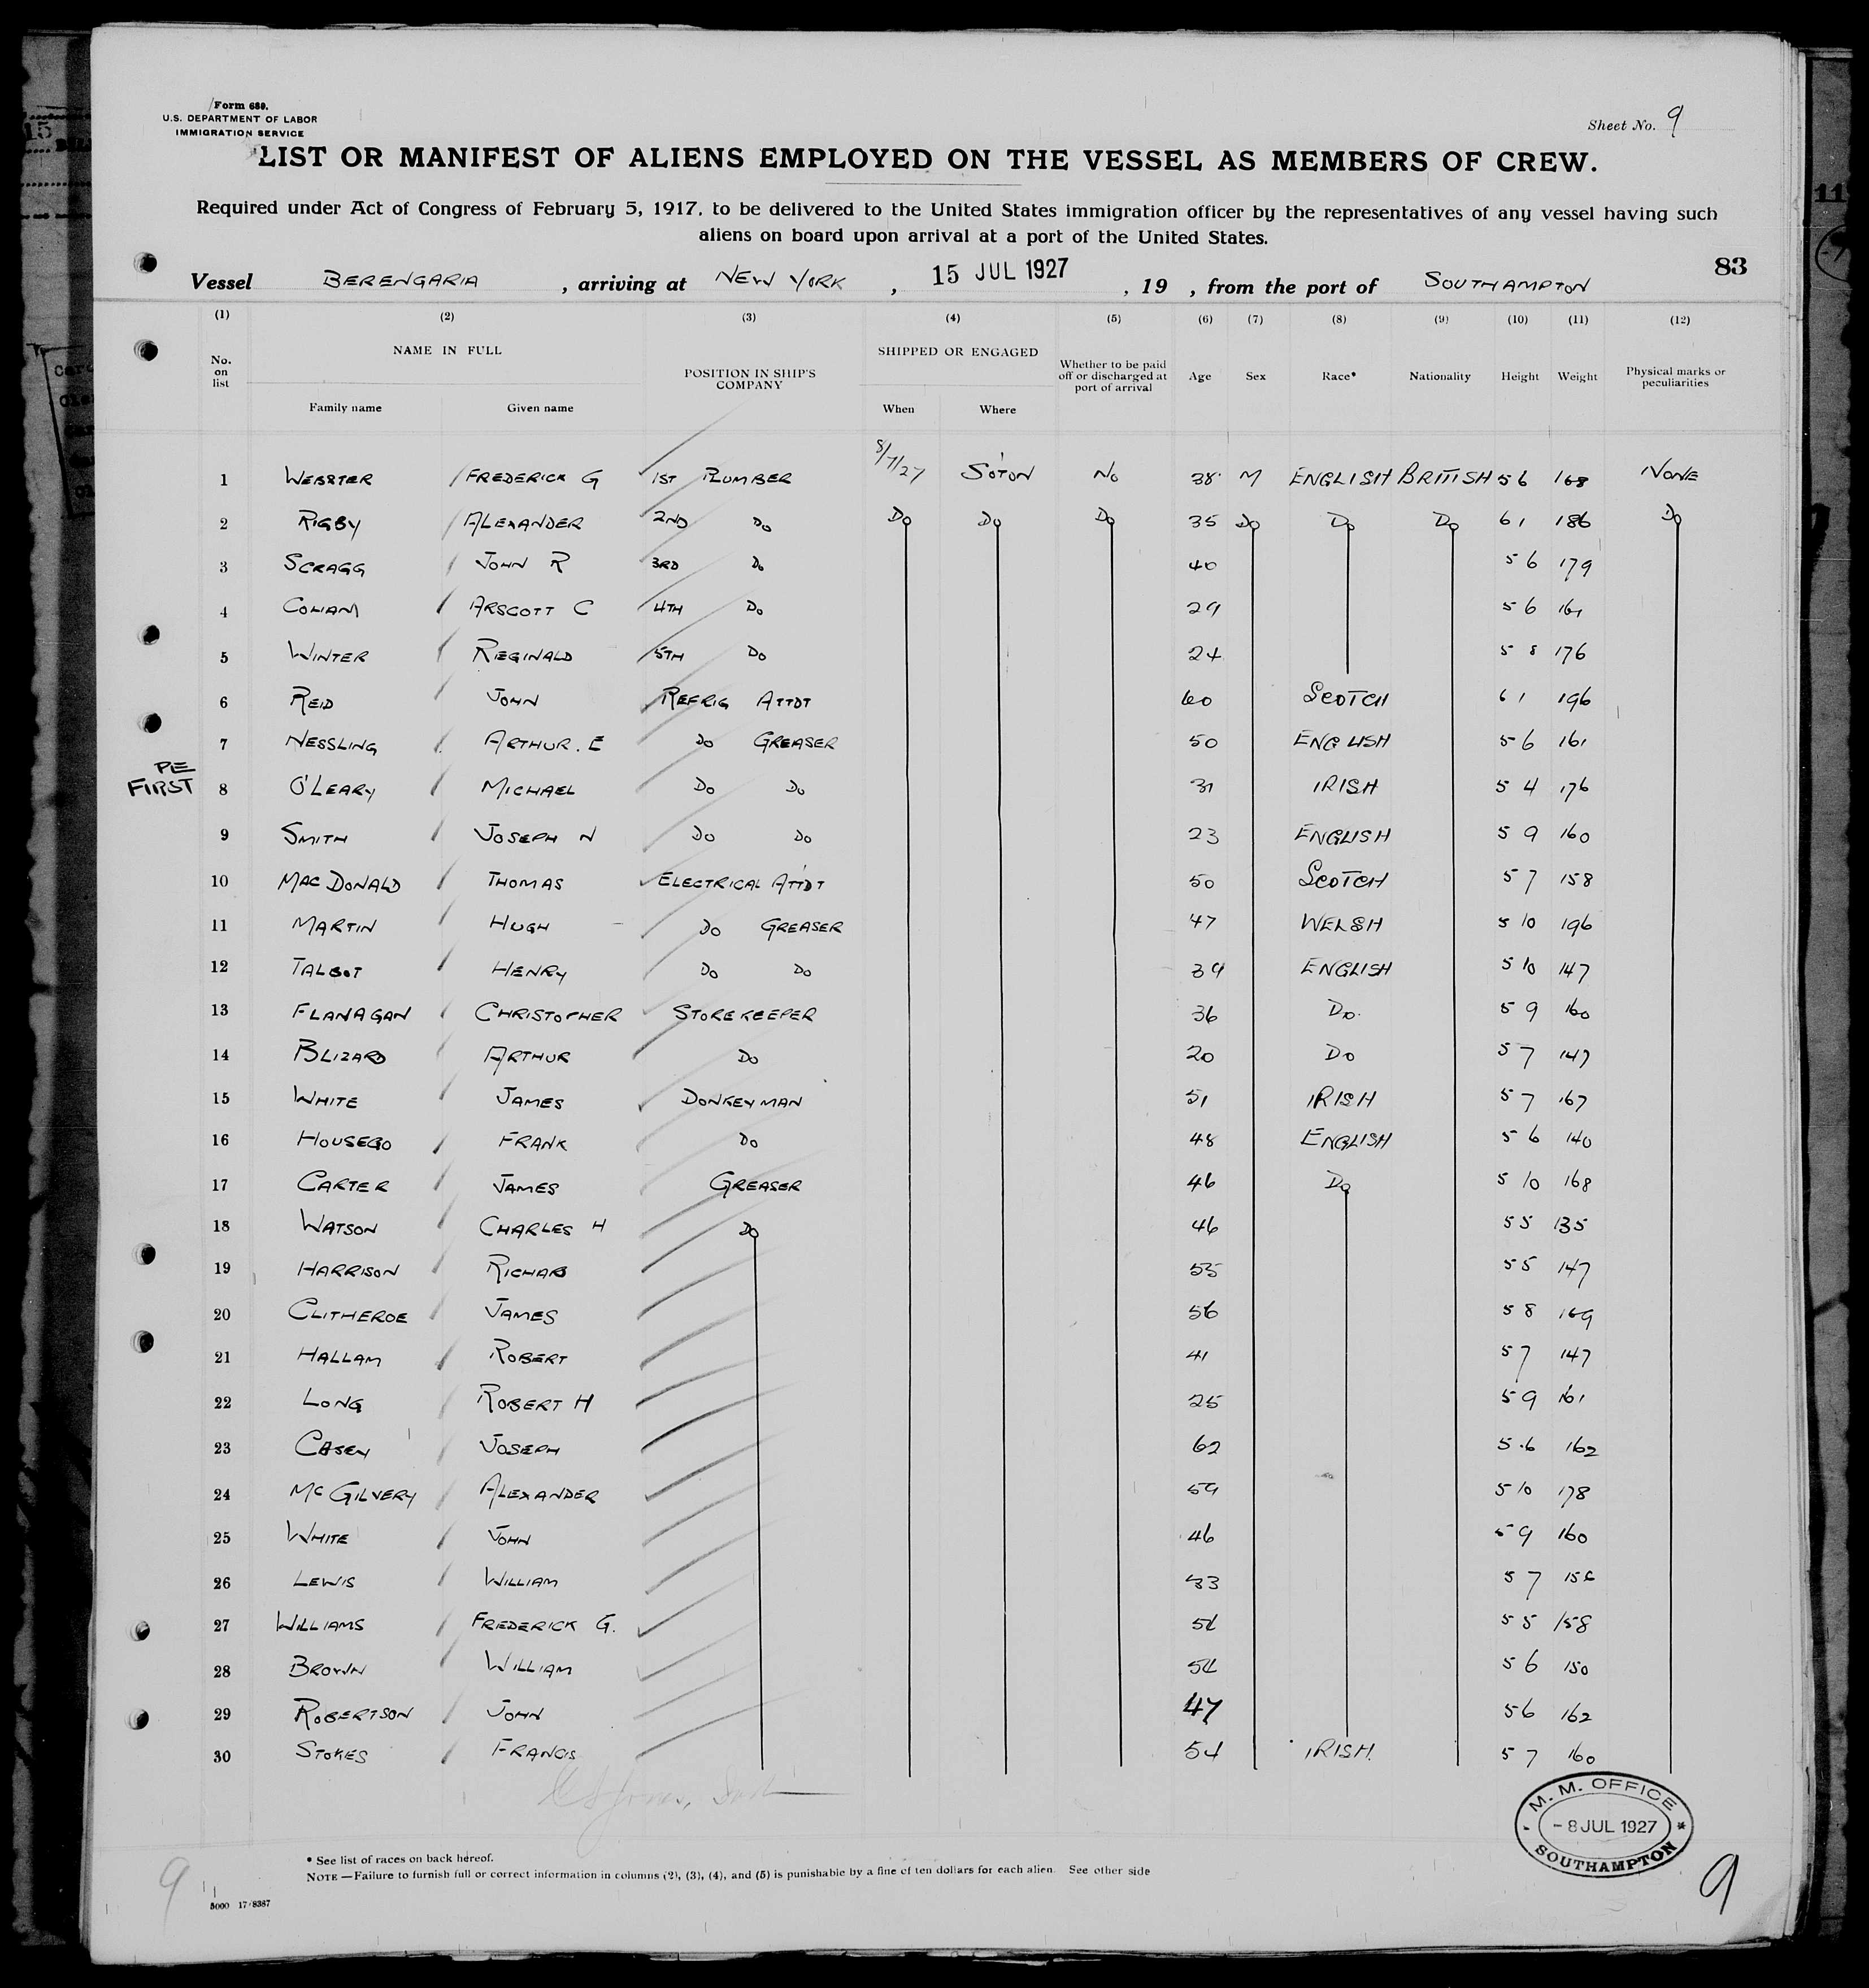 Form 689.
U.S. DEPARTMENT OF LABOR
IMMIGRATION SERVICE
Sheet No. 9
LIST OR MANIFEST OF ALIENS EMPLOYED ON THE VESSEL AS MEMBERS OF CREW.
Required under Act of Congress of February 5, 1917, to be delivered to the United States immigration officer by the representatives of any vessel having such
aliens on board upon arrival at a port of the United States.
83
Vessel BERENGARIA , arriving at NEW YORK , 15 JUL 1927 , 19 , from the port of SOUTHAMPTON
(1) (2) (3) (4) (5) (6) (7) (8) (9) (10) (11) (12)
No. on list NAME IN FULL POSITION IN SHIP'S COMPANY SHIPPED OR ENGAGED Whether to be paid off or discharged at port of arrival Age Sex Race* Nationality Height Weight Physical marks or peculiarities
Family name Given name When Where
1 WEBSTER FREDERICK G 1ST PLUMBER 8/7/27 SOTON NO 38 M ENGLISH BRITISH 5 6 168 NONE
2 RIGBY ALEXANDER 2ND DO DO DO DO 35 DO DO DO 6 1 186 DO
3 SCRAGG JOHN R 3RD DO 40 5 6 179
4 COHAM ARSCOTT C 4TH DO 29 5 6 161
5 WINTER REGINALD 5TH DO 24 5 8 176
6 REID JOHN REFRIG ATTDT 60 SCOTCH 6 1 196
7 NESSLING ARTHUR. E DO GREASER 50 ENGLISH 5 6 161
PE
FIRST
8 O'LEARY MICHAEL DO DO 31 IRISH 5 4 176
9 SMITH JOSEPH N DO DO 23 ENGLISH 5 9 160
10 MAC DONALD THOMAS ELECTRICAL ATTDT 50 SCOTCH 5 7 158
11 MARTIN HUGH DO GREASER 47 WELSH 5 10 196
12 TALBOT HENRY DO DO 39 ENGLISH 5 10 147
13 FLANAGAN CHRISTOPHER STOREKEEPER 36 DO. 5 9 160
14 BLIZARD ARTHUR DO 20 DO 5 7 147
15 WHITE JAMES DONKEYMAN 51 IRISH 5 7 167
16 HOUSEGO FRANK DO 48 ENGLISH 5 6 140
17 CARTER JAMES GREASER 46 DO 5 10 168
18 WATSON CHARLES H DO 46 5 5 135
19 HARRISON RICHARD 55 5 5 147
20 CLITHEROE JAMES 56 5 8 169
21 HALLAM ROBERT 41 5 7 147
22 LONG ROBERT H 25 5 9 161
23 CASEY JOSEPH 62 5.6 162
24 MC GILVERY ALEXANDER 59 5 10 178
25 WHITE JOHN 46 5 9 160
26 LEWIS WILLIAM 5 7
27 WILLIAMS FREDERICK G. 5 5 158
28 BROWN WILLIAM 5 6 150
29 ROBERTSON JOHN 47 5 6 162
30 STOKES FRANCIS 54 IRISH. 5 7 160
M. M. OFFICE
- 8 JUL 1927
SOUTHAMPTON
* See list of races on back hereof.
NOTE —Failure to furnish full or correct information in columns (2), (3), (4), and (5) is punishable by a fine of ten dollars for each alien. See other side
9
9
5000 17/8387